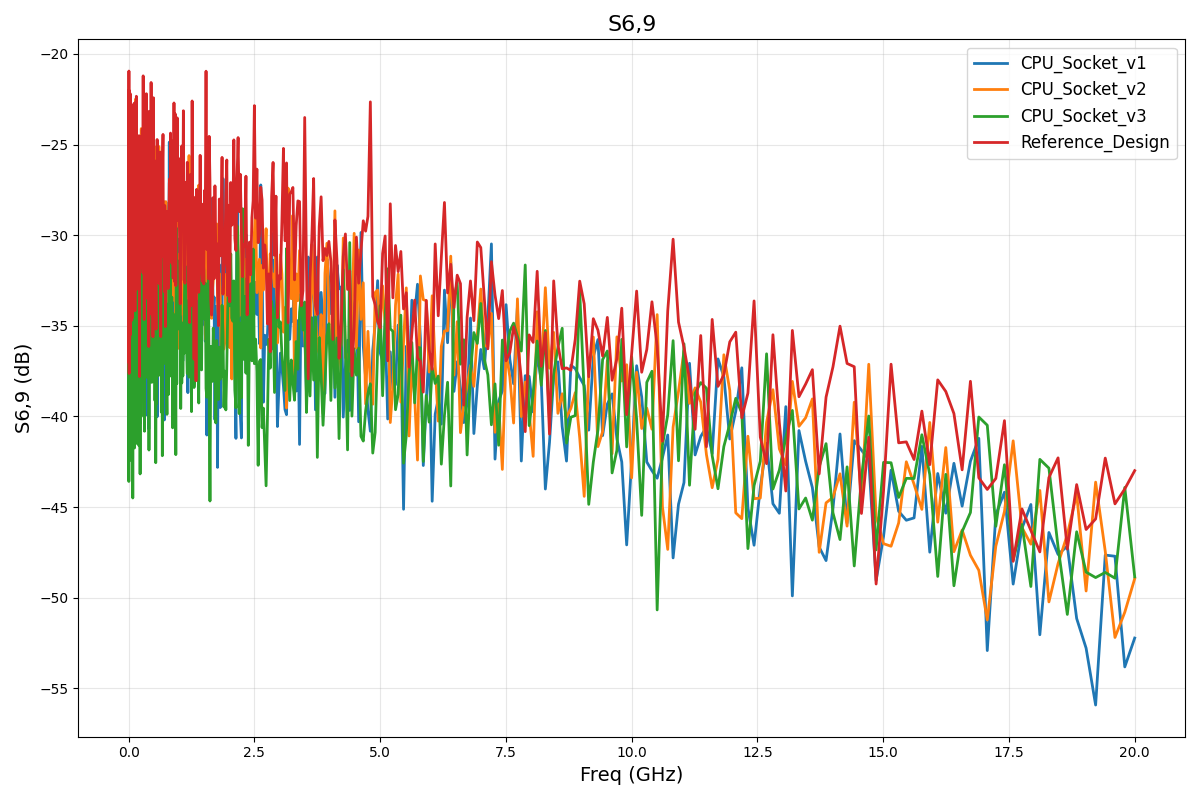 S6,9
CPU_Socket_v1
CPU_Socket_v2
CPU_Socket_v3
Reference_Design
S6,9 (dB)
−20
−25
−30
−35
−40
−45
−50
−55
0.0 2.5 5.0 7.5 10.0 12.5 15.0 17.5 20.0
Freq (GHz)